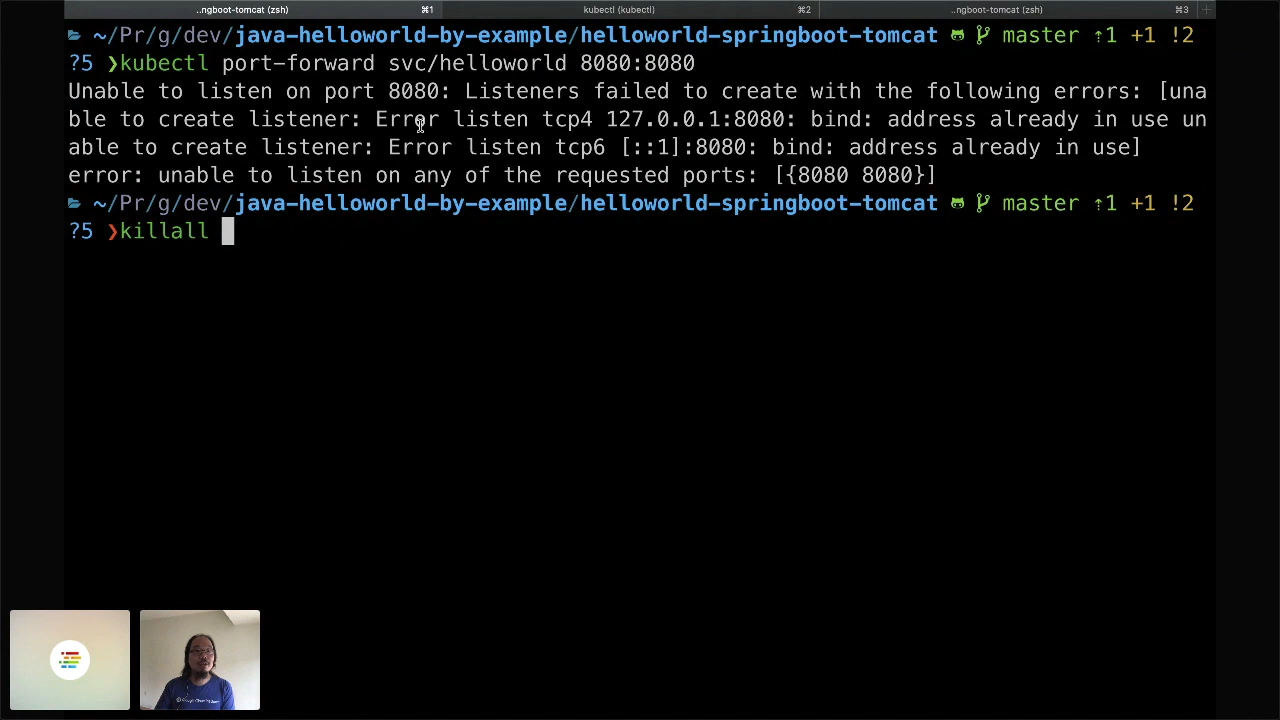 ..ngboot-tomcat (zsh) ⌘1 kubectl (kubectl) ⌘2 ..ngboot-tomcat (zsh) ⌘3
~/Pr/g/dev/java-helloworld-by-example/helloworld-springboot-tomcat master ⇡1 +1 !2
?5 ❯kubectl port-forward svc/helloworld 8080:8080
Unable to listen on port 8080: Listeners failed to create with the following errors: [una
ble to create listener: Error listen tcp4 127.0.0.1:8080: bind: address already in use un
able to create listener: Error listen tcp6 [::1]:8080: bind: address already in use]
error: unable to listen on any of the requested ports: [{8080 8080}]
~/Pr/g/dev/java-helloworld-by-example/helloworld-springboot-tomcat master ⇡1 +1 !2
?5 ❯killall